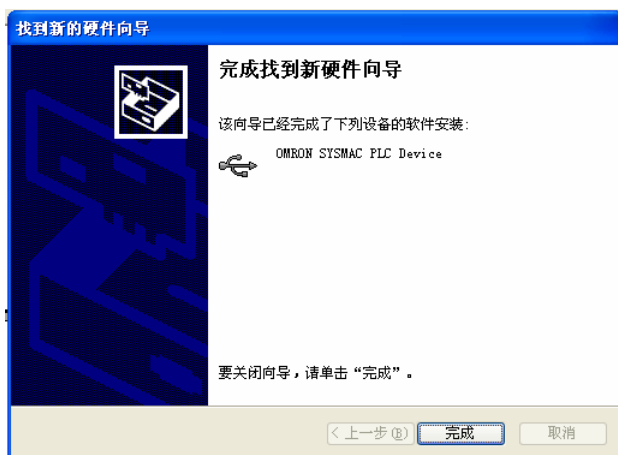 找到新的硬件向导
完成找到新硬件向导
该向导已经完成了下列设备的软件安装:
OMRON SYSMAC PLC Device
要关闭向导，请单击“完成”。
< 上一步(B)
完成
取消